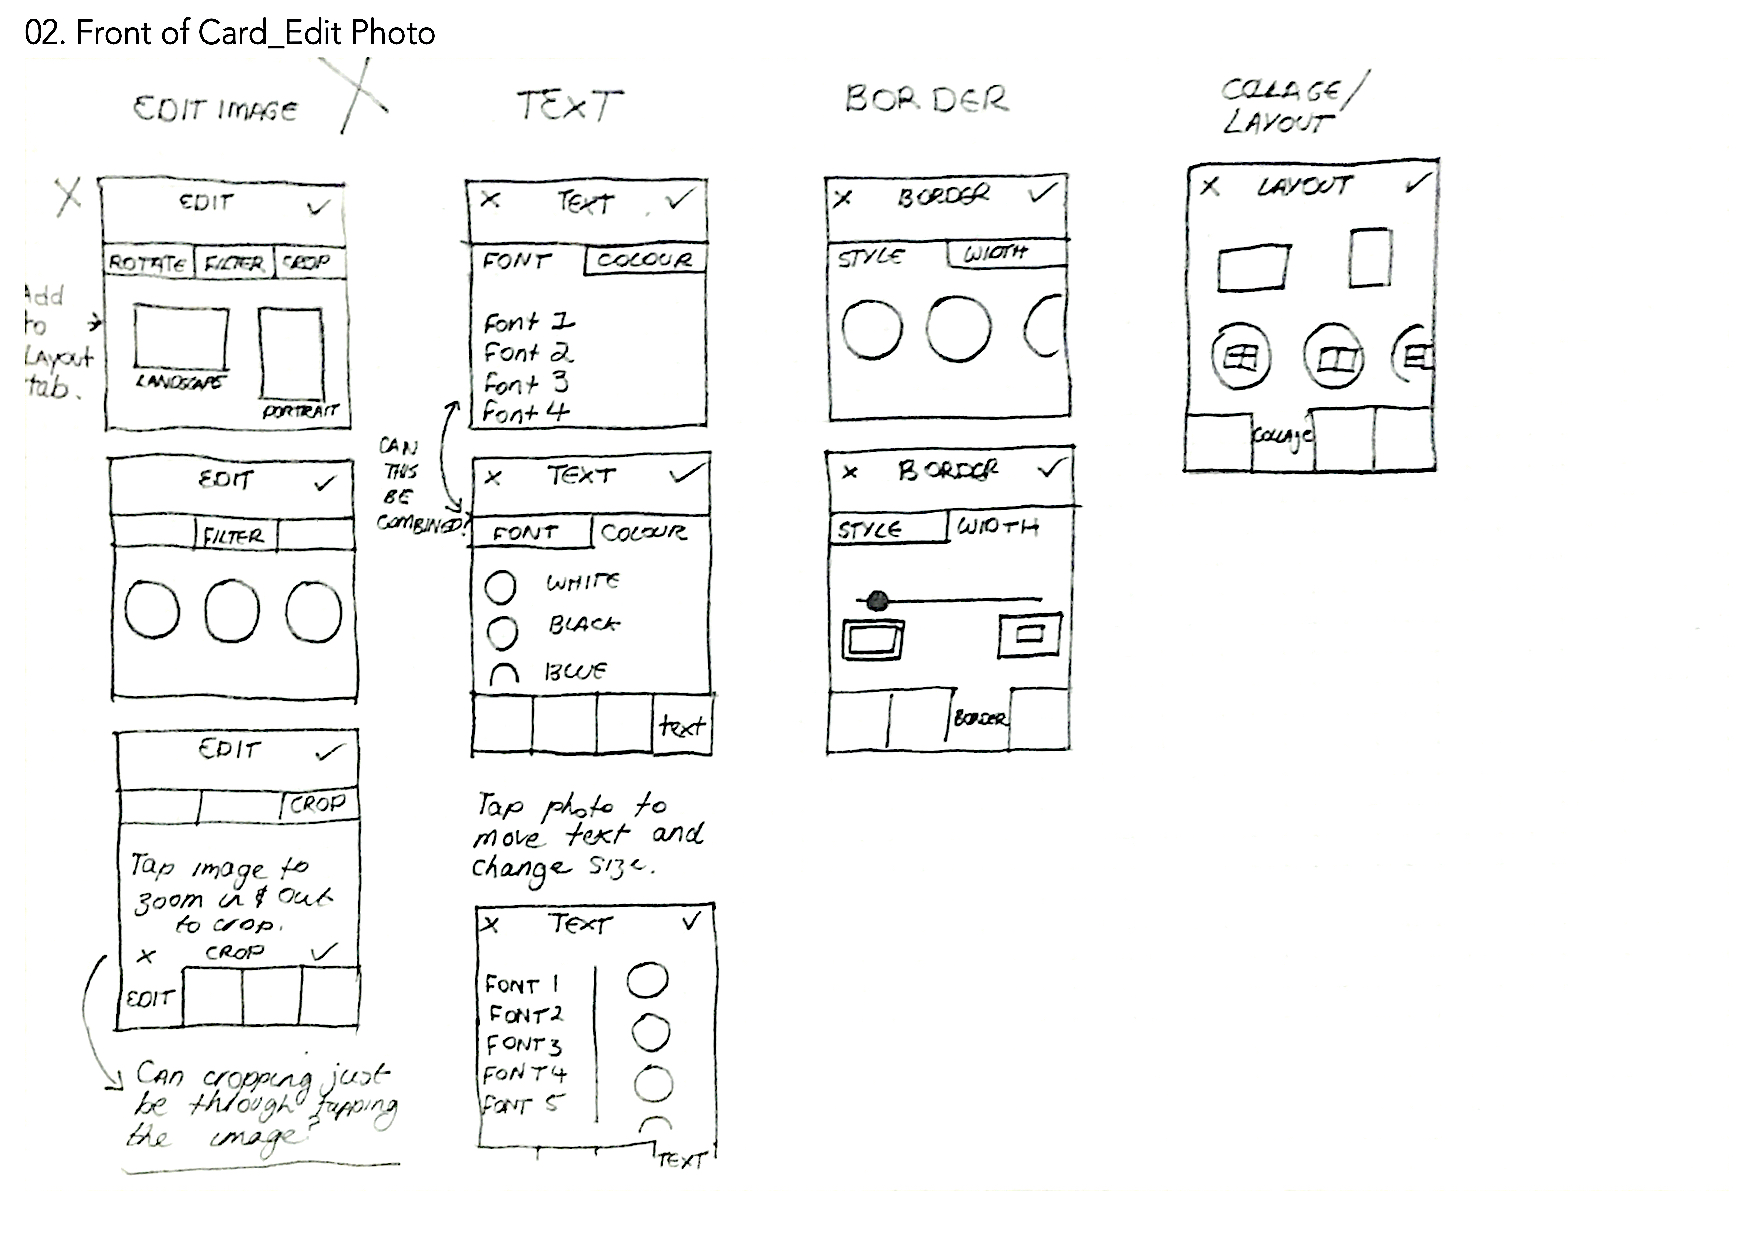 02. Front of Card_Edit Photo
EDIT IMAGE
X
X
EDIT ✓
ROTATE FILTER CROP
LANDSCAPE
PORTRAIT
Add
to
Layout
tab.
EDIT ✓
FILTER
EDIT ✓
CROP
Tap image to
zoom in & out
to crop.
X CROP ✓
EDIT
Can cropping just
be through tapping
the image?
TEXT
X TEXT ✓
FONT COLOUR
Font 1
Font 2
Font 3
Font 4
CAN
THIS
BE
COMBINED?
X TEXT ✓
FONT COLOUR
WHITE
BLACK
BLUE
text
Tap photo to
move text and
change size.
X TEXT ✓
FONT 1
FONT 2
FONT 3
FONT 4
FONT 5
TEXT
BORDER
X BORDER ✓
STYLE WIDTH
X BORDER ✓
STYLE WIDTH
BORDER
COLLAGE/
LAYOUT
X LAYOUT ✓
Collage